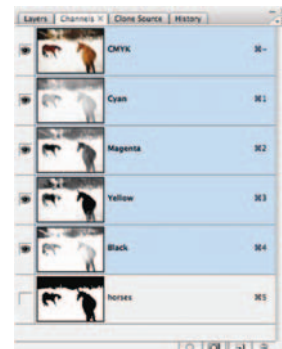 Layers Channels × Clone Source History
CMYK ⌘~
Cyan ⌘1
Magenta ⌘2
Yellow ⌘3
Black ⌘4
horses ⌘5